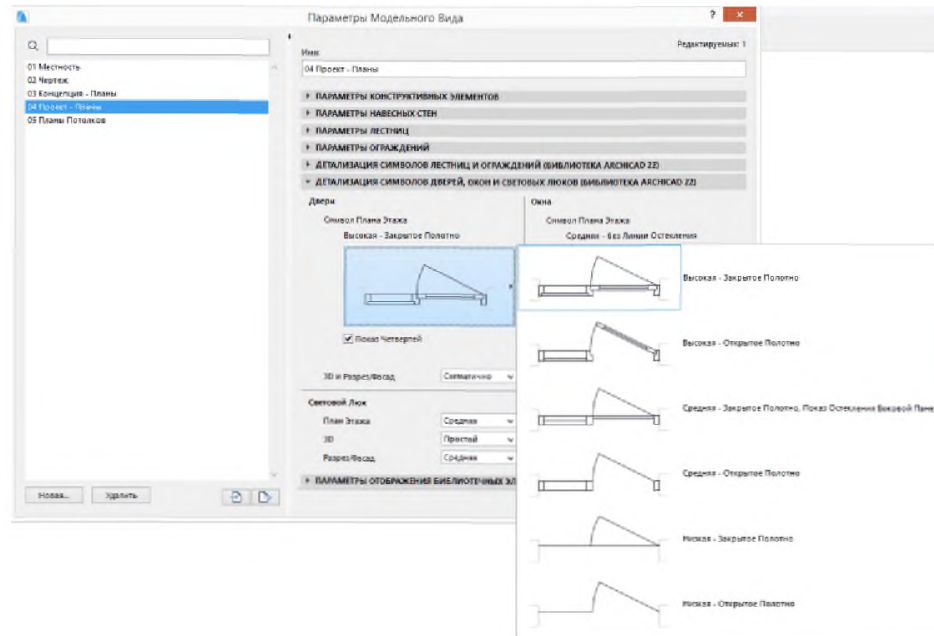 Параметры Модельного Вида
?
Редактируемых: 1
Имя:
01 Местность
02 Чертеж
03 Концепция - Планы
04 Проект - Планы
05 Планы Потолков
04 Проект - Планы
ПАРАМЕТРЫ КОНСТРУКТИВНЫХ ЭЛЕМЕНТОВ
ПАРАМЕТРЫ НАВЕСНЫХ СТЕН
ПАРАМЕТРЫ ЛЕСТНИЦ
ПАРАМЕТРЫ ОГРАЖДЕНИЙ
ДЕТАЛИЗАЦИЯ СИМВОЛОВ ЛЕСТНИЦ И ОГРАЖДЕНИЙ (БИБЛИОТЕКА ARCHICAD 22)
ДЕТАЛИЗАЦИЯ СИМВОЛОВ ДВЕРЕЙ, ОКОН И СВЕТОВЫХ ЛЮКОВ (БИБЛИОТЕКА ARCHICAD 22)
Двери
Символ Плана Этажа
Высокая - Закрытое Полотно
Показ Четвертей
3D и Разрез/Фасад
Схематично
Окна
Символ Плана Этажа
Средняя - без Линии Остекления
Световой Люк
План Этажа
Средняя
3D
Простой
Разрез/Фасад
Средняя
ПАРАМЕТРЫ ОТОБРАЖЕНИЯ БИБЛИОТЕЧНЫХ ЭЛ
Новая...
Удалить
Высокая - Закрытое Полотно
Высокая - Открытое Полотно
Средняя - Закрытое Полотно, Показ Остекления Боковой Пане
Средняя - Открытое Полотно
Низкая - Закрытое Полотно
Низкая - Открытое Полотно